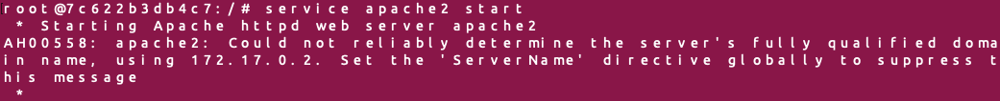 root@7c622b3db4c7:/# service apache2 start
 * Starting Apache httpd web server apache2
AH00558: apache2: Could not reliably determine the server's fully qualified doma
in name, using 172.17.0.2. Set the 'ServerName' directive globally to suppress t
his message
 *